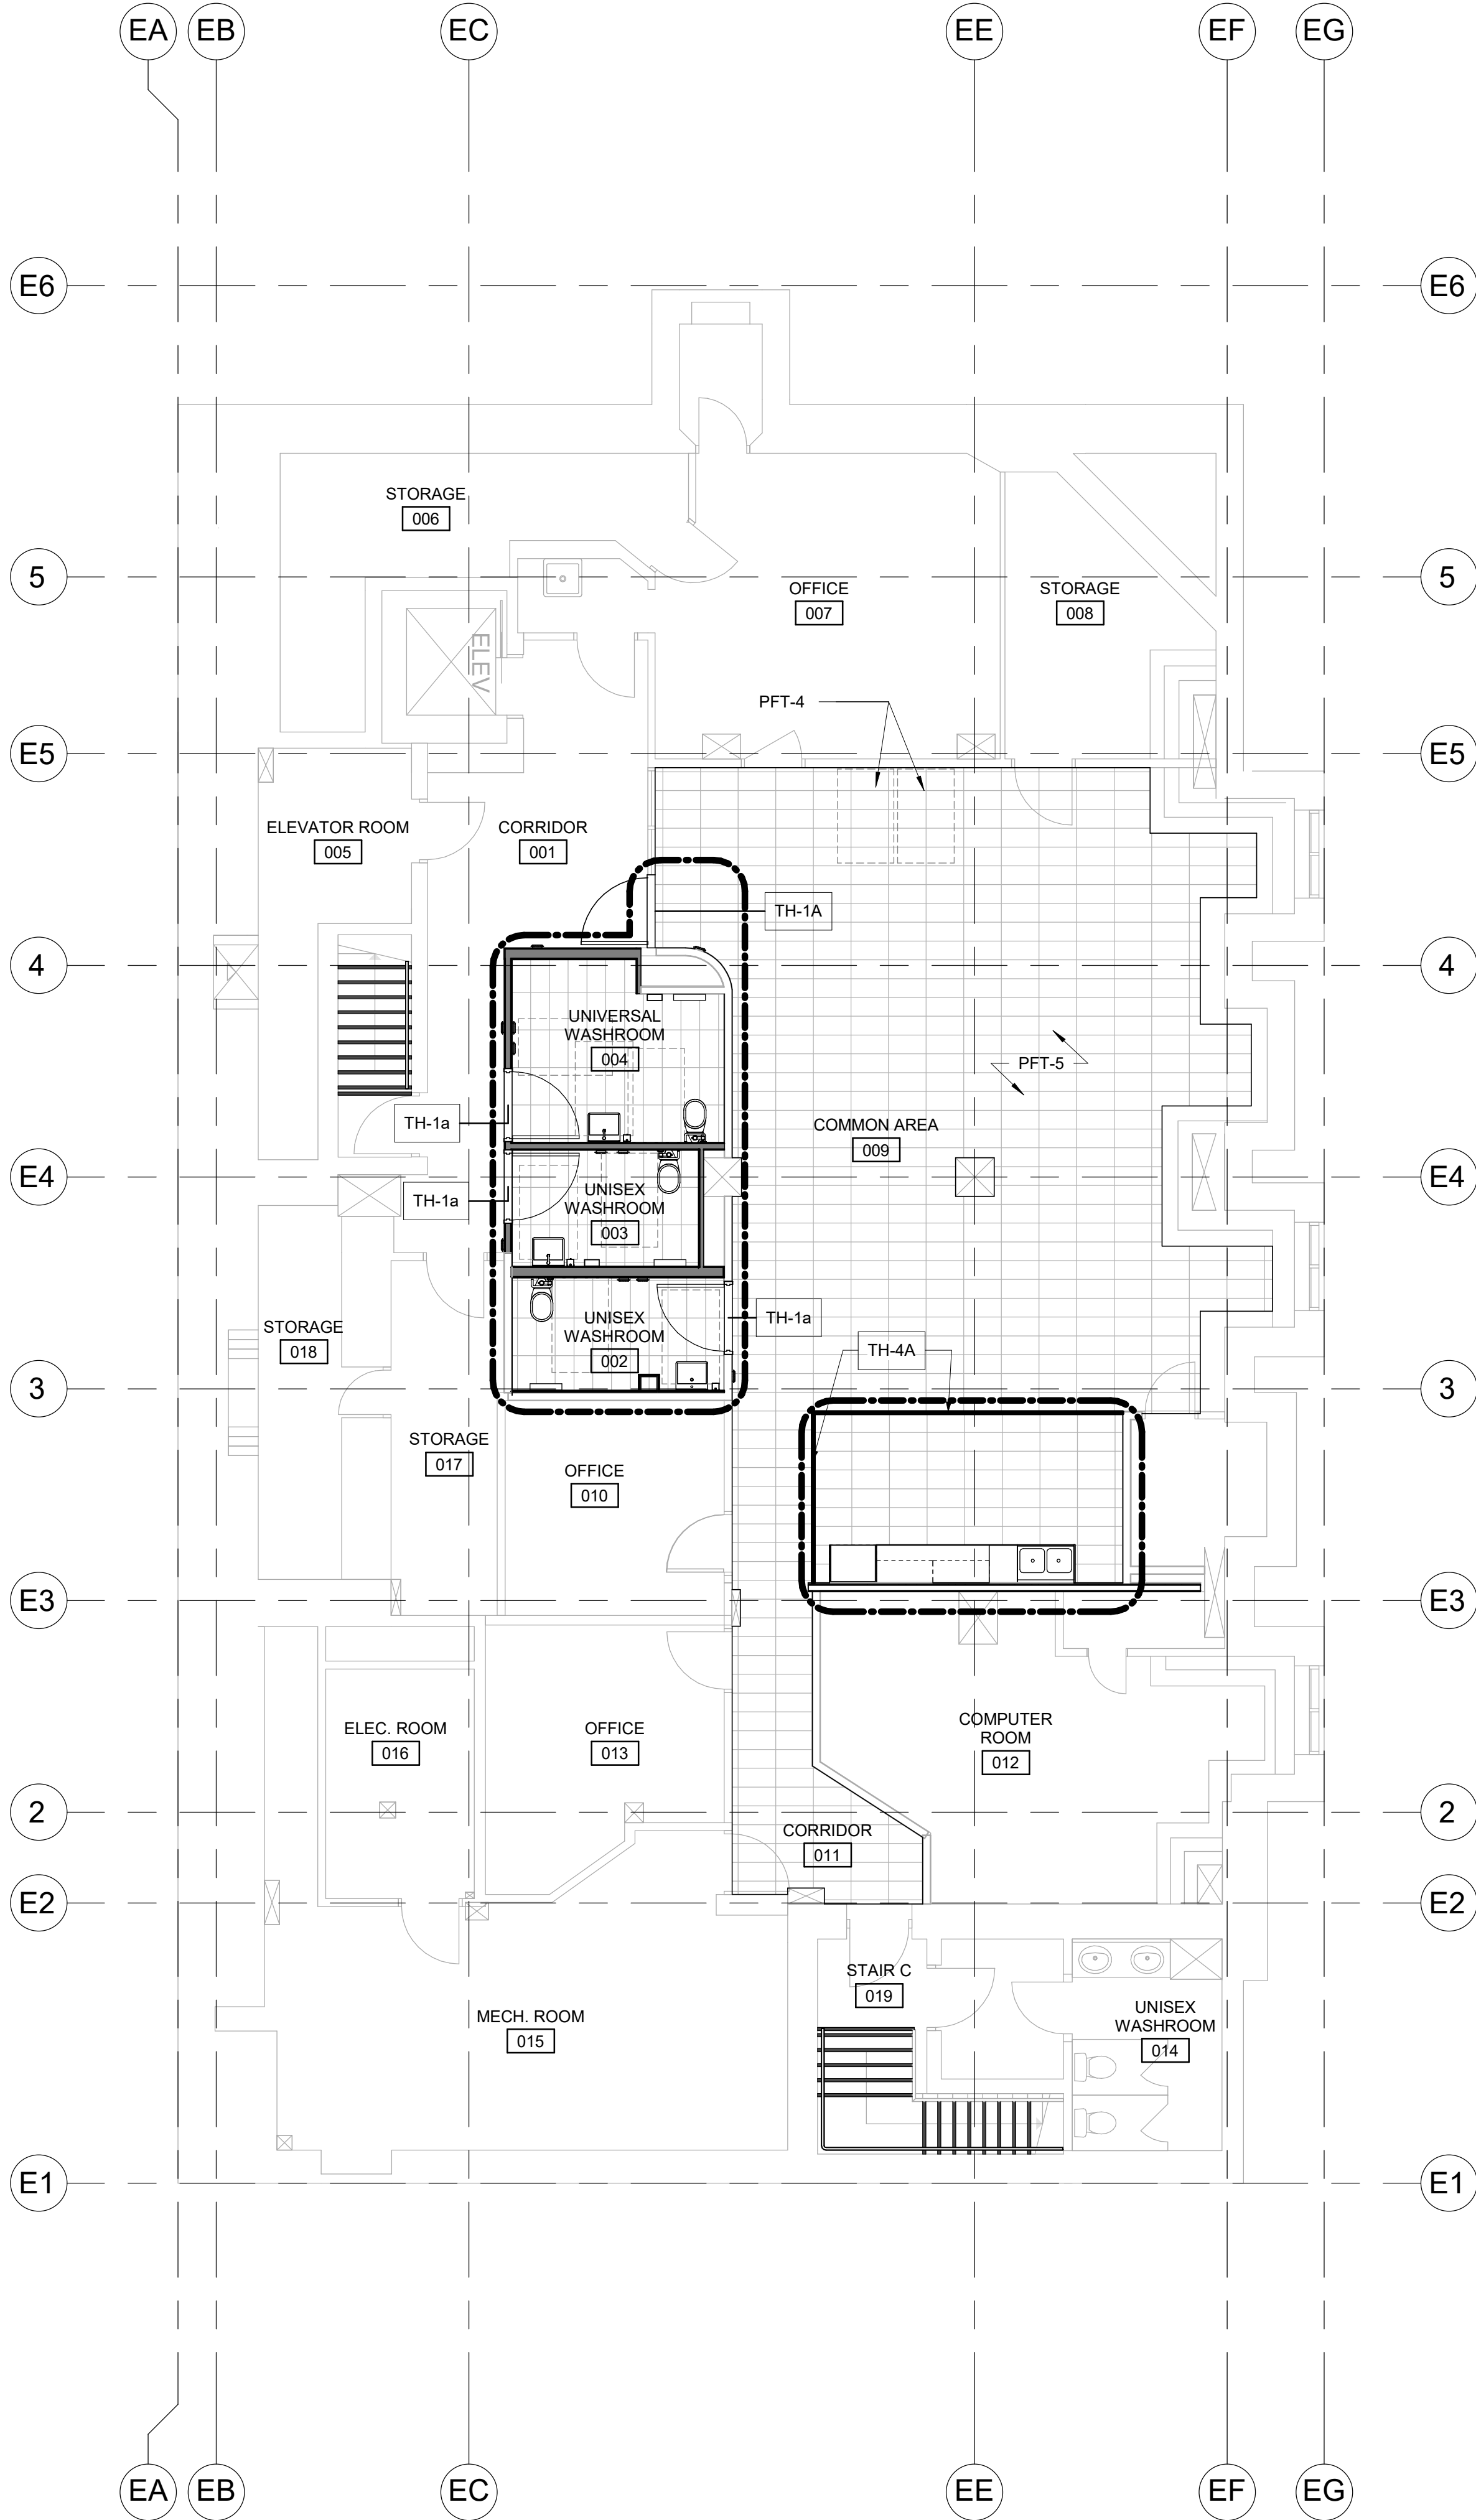 EA
EB
EC
EE
EF
EG
E6
E6
STORAGE
006
5
OFFICE
007
STORAGE
008
5
ELEV
PFT-4
E5
E5
ELEVATOR ROOM
005
CORRIDOR
001
TH-1A
4
4
UNIVERSAL
WASHROOM
004
PFT-5
TH-1a
COMMON AREA
009
E4
E4
TH-1a
UNISEX
WASHROOM
003
STORAGE
018
UNISEX
WASHROOM
002
TH-1a
TH-4A
3
3
STORAGE
017
OFFICE
010
E3
E3
ELEC. ROOM
016
OFFICE
013
COMPUTER
ROOM
012
2
2
CORRIDOR
011
E2
E2
STAIR C
019
MECH. ROOM
015
UNISEX
WASHROOM
014
E1
E1
EA
EB
EC
EE
EF
EG